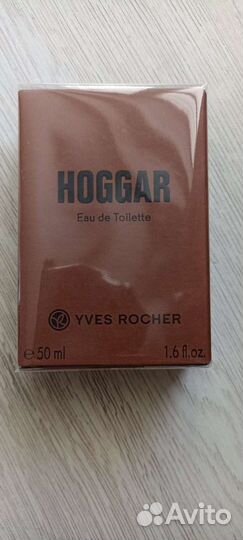 HOGGAR
Eau de Toilette
YVES ROCHER
e 50 ml 1.6 fl.oz.
Avito